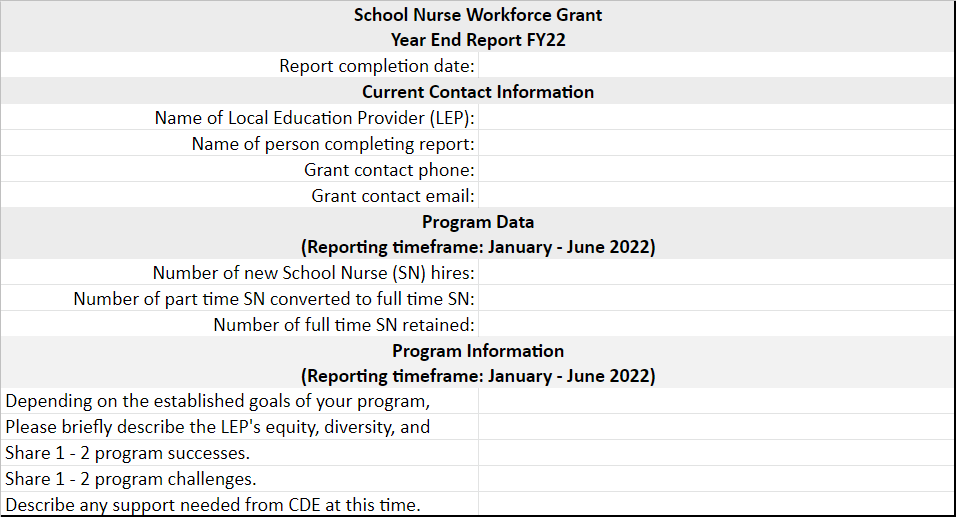 School Nurse Workforce Grant
Year End Report FY22
Report completion date:
Current Contact Information
Name of Local Education Provider (LEP):
Name of person completing report:
Grant contact phone:
Grant contact email:
Program Data
(Reporting timeframe: January - June 2022)
Number of new School Nurse (SN) hires:
Number of part time SN converted to full time SN:
Number of full time SN retained:
Program Information
(Reporting timeframe: January - June 2022)
Depending on the established goals of your program,
Please briefly describe the LEP's equity, diversity, and
Share 1 - 2 program successes.
Share 1 - 2 program challenges.
Describe any support needed from CDE at this time.